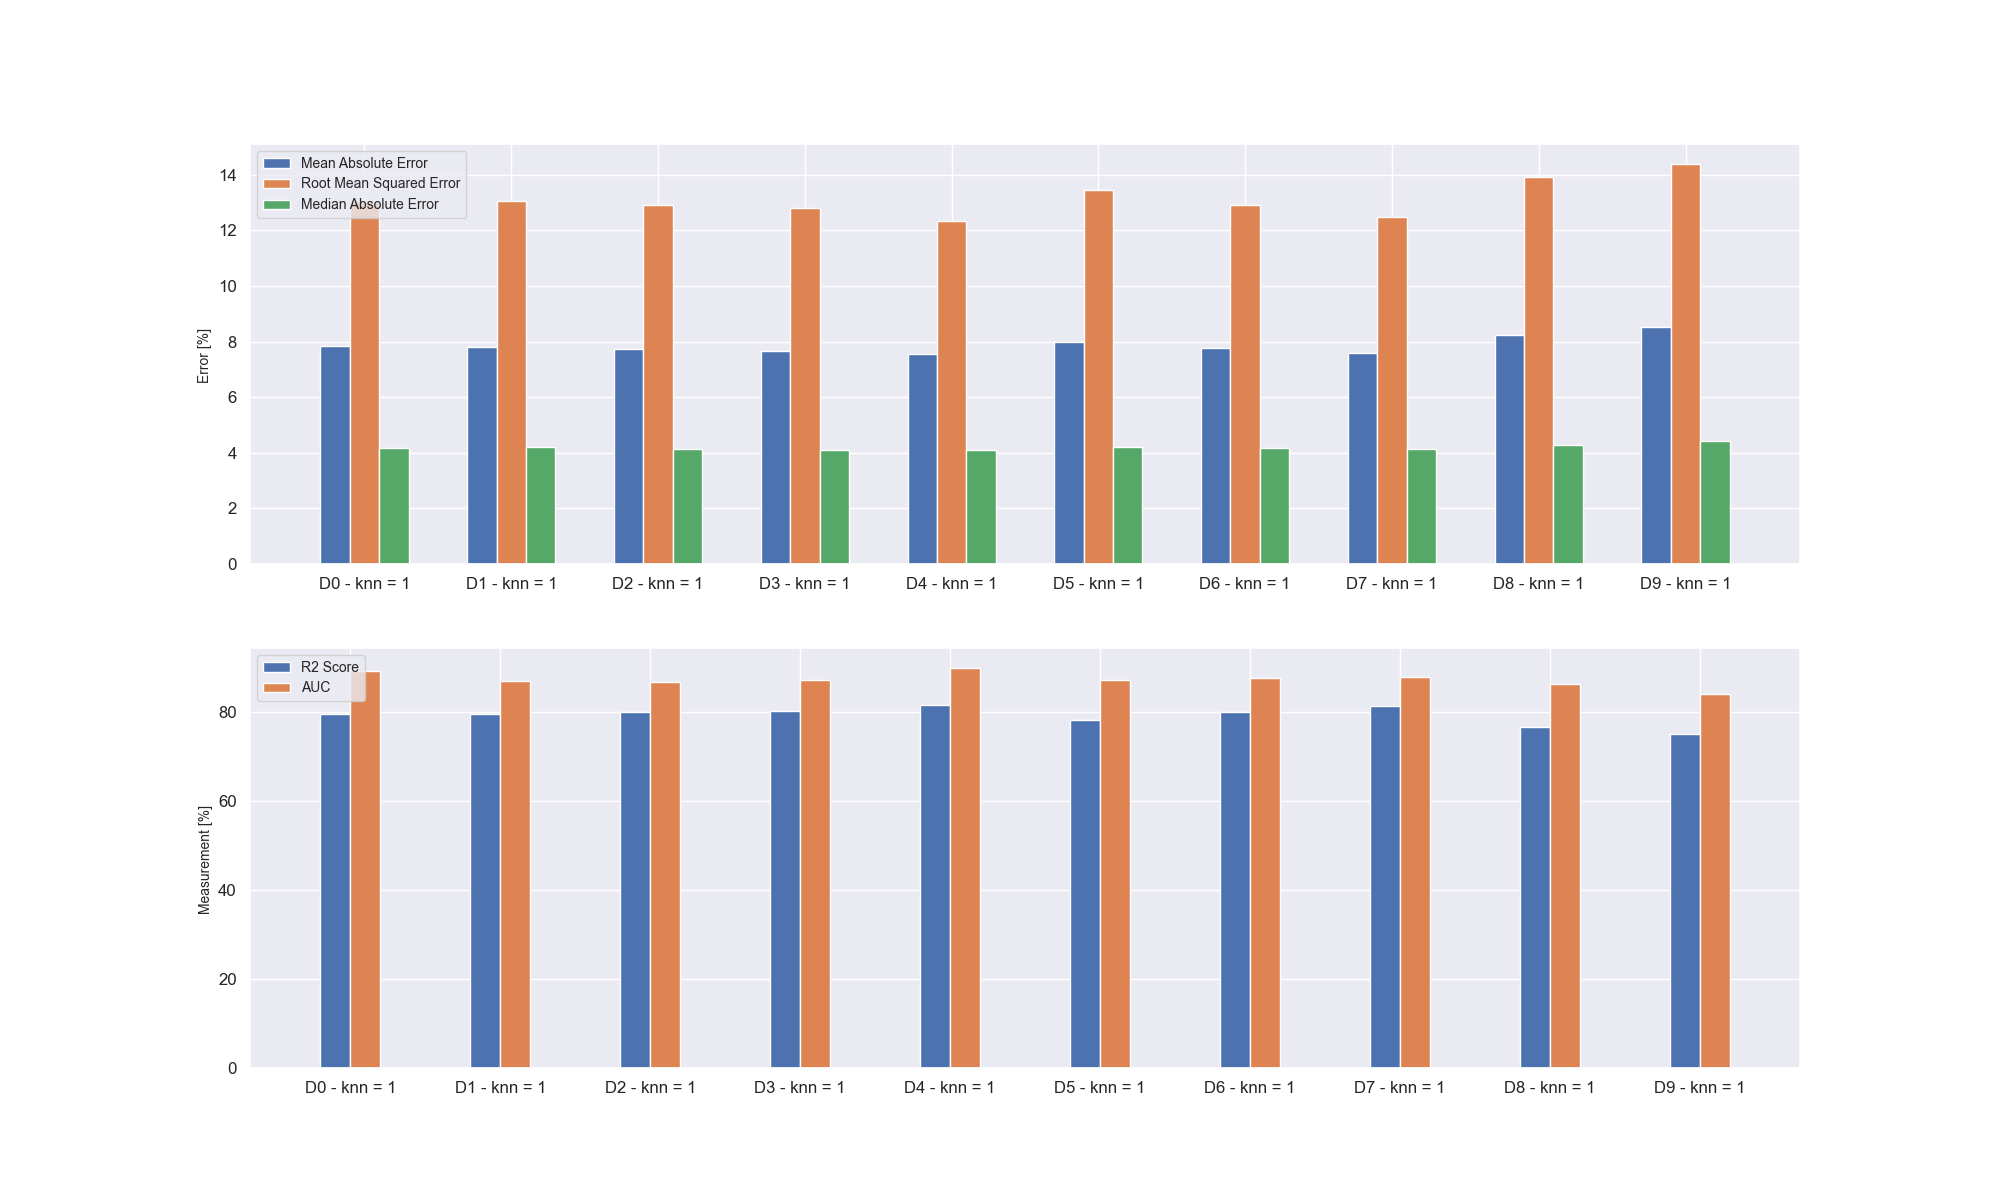 Mean Absolute Error
Root Mean Squared Error
Median Absolute Error
14
12
10
8
6
4
2
0
Error [%]
D0 - knn = 1 D1 - knn = 1 D2 - knn = 1 D3 - knn = 1 D4 - knn = 1 D5 - knn = 1 D6 - knn = 1 D7 - knn = 1 D8 - knn = 1 D9 - knn = 1
R2 Score
AUC
80
60
40
20
0
Measurement [%]
D0 - knn = 1 D1 - knn = 1 D2 - knn = 1 D3 - knn = 1 D4 - knn = 1 D5 - knn = 1 D6 - knn = 1 D7 - knn = 1 D8 - knn = 1 D9 - knn = 1